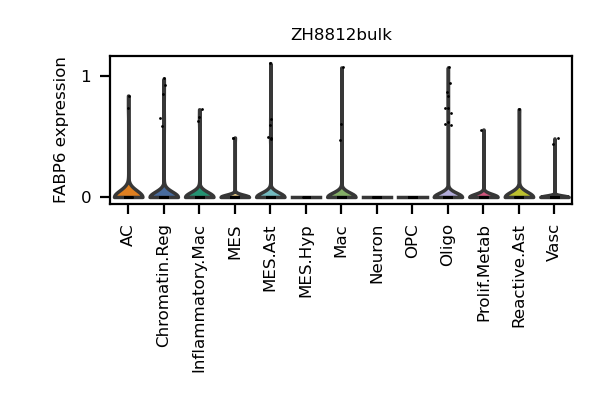 ZH8812bulk
FABP6 expression
1
0
AC
Chromatin.Reg
Inflammatory.Mac
MES
MES.Ast
MES.Hyp
Mac
Neuron
OPC
Oligo
Prolif.Metab
Reactive.Ast
Vasc